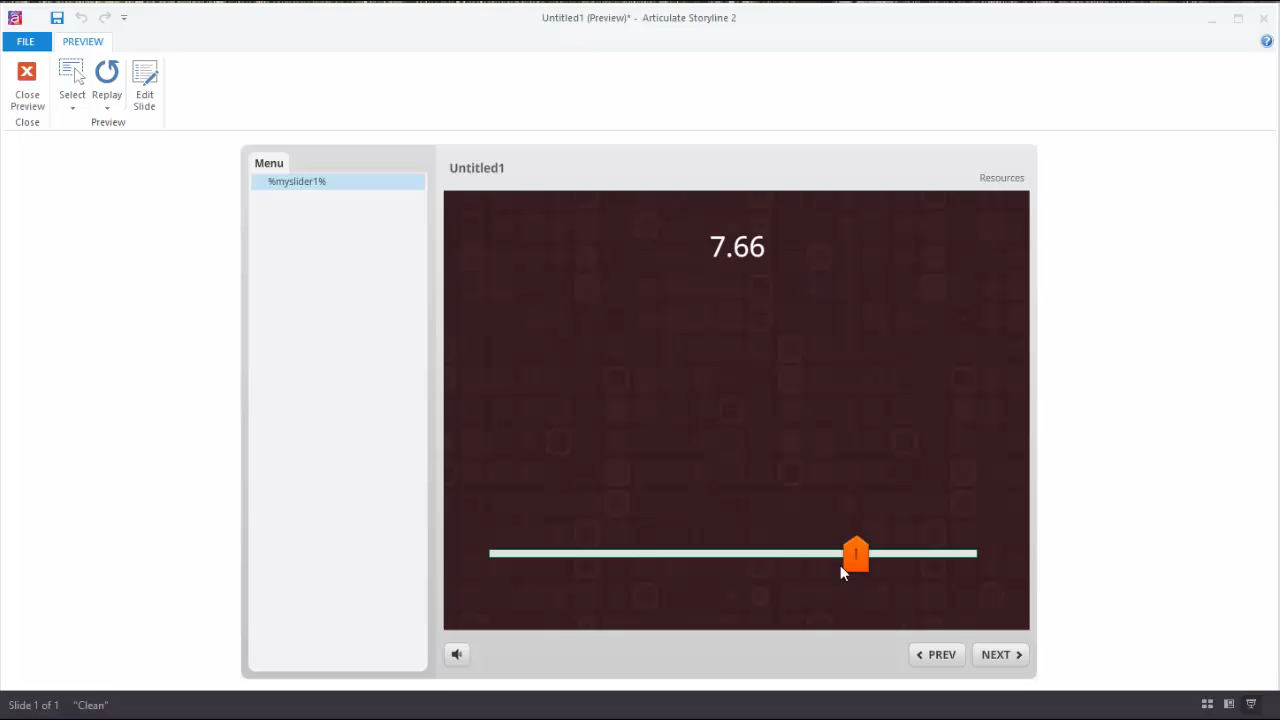 Untitled1 (Preview)* - Articulate Storyline 2
FILE
PREVIEW
Close Preview
Select
Replay
Edit Slide
Close
Preview
Menu
%myslider1%
Untitled1
Resources
7.66
PREV
NEXT
Slide 1 of 1
"Clean"